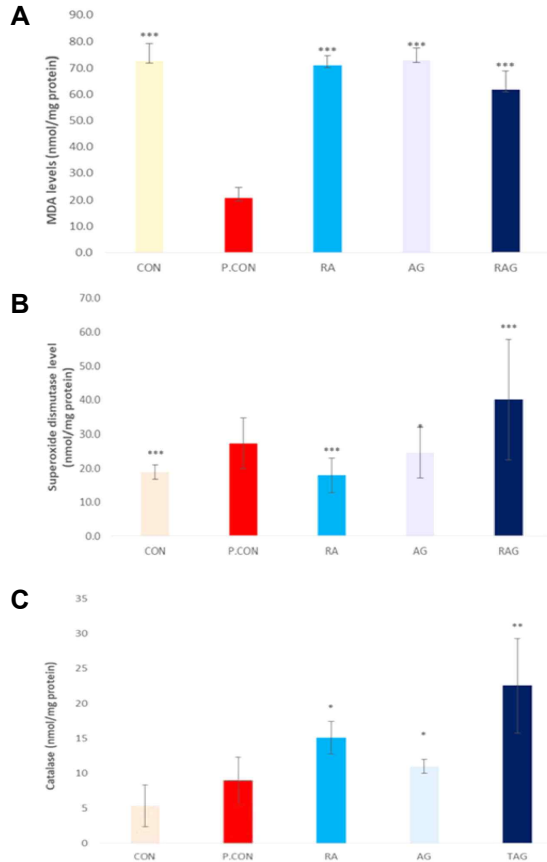 A
MDA levels (nmol/mg protein)
90.0
80.0
70.0
60.0
50.0
40.0
30.0
20.0
10.0
0.0
***
***
***
***
CON
P.CON
RA
AG
RAG
B
Superoxide dismutase level
(nmol/mg protein)
70.0
60.0
50.0
40.0
30.0
20.0
10.0
0.0
***
***
*
***
CON
P.CON
RA
AG
RAG
C
Catalase (nmol/mg protein)
35
30
25
20
15
10
5
0
*
*
**
CON
P.CON
RA
AG
TAG